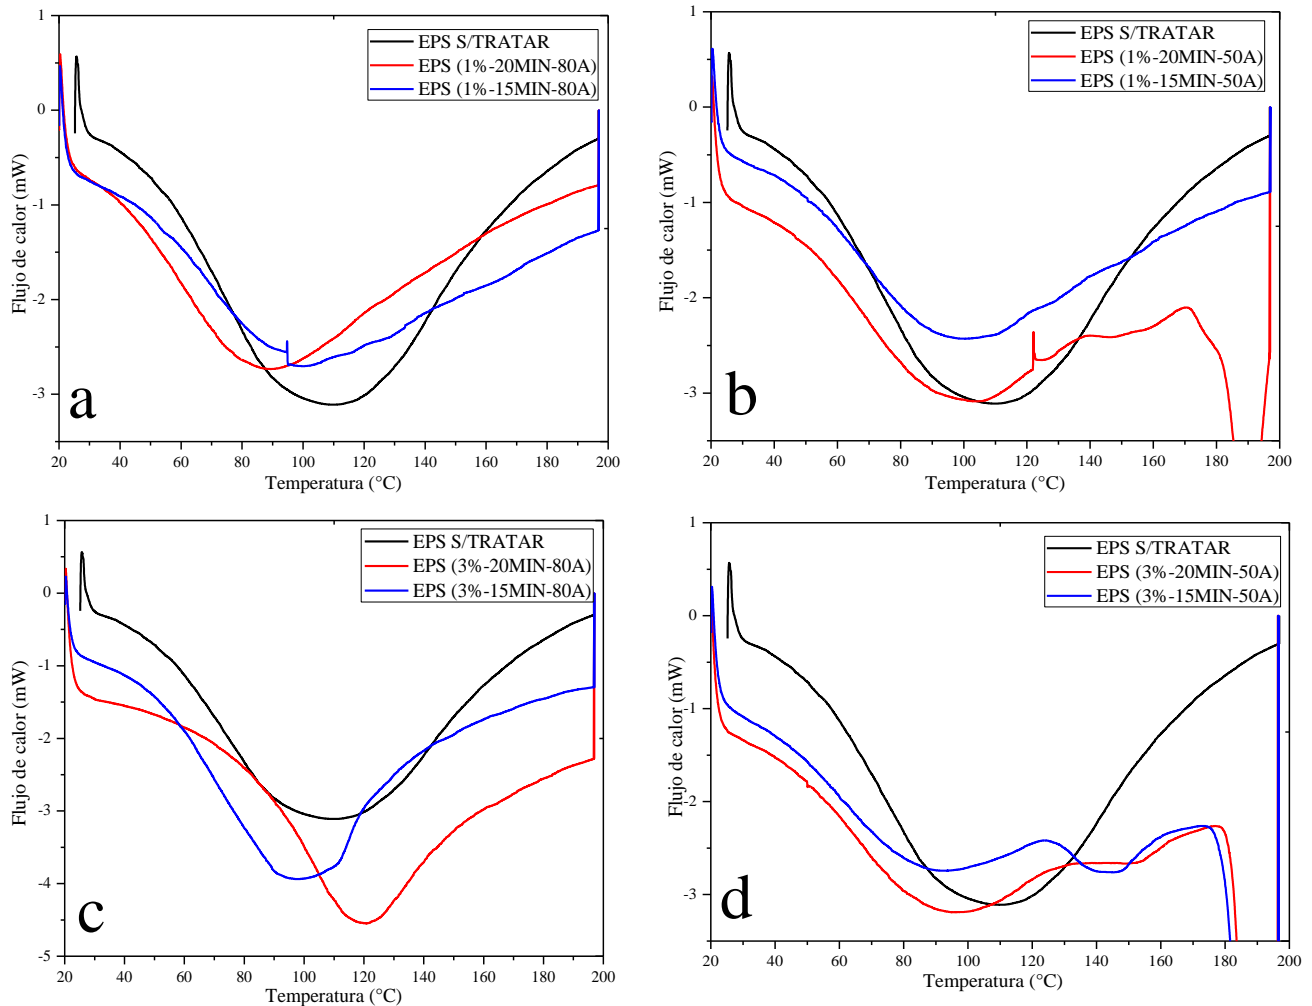 1
0
-1
-2
-3
20
40
60
80
100
120
140
160
180
200
Flujo de calor (mW)
Temperatura (°C)
EPS S/TRATAR
EPS (1%-20MIN-80A)
EPS (1%-15MIN-80A)
a
1
0
-1
-2
-3
20
40
60
80
100
120
140
160
180
200
Flujo de calor (mW)
Temperatura (°C)
EPS S/TRATAR
EPS (1%-20MIN-50A)
EPS (1%-15MIN-50A)
b
1
0
-1
-2
-3
-4
-5
20
40
60
80
100
120
140
160
180
200
Flujo de calor (mW)
Temperatura (°C)
EPS S/TRATAR
EPS (3%-20MIN-80A)
EPS (3%-15MIN-80A)
c
1
0
-1
-2
-3
20
40
60
80
100
120
140
160
180
200
Flujo de calor (mW)
Temperatura (°C)
EPS S/TRATAR
EPS (3%-20MIN-50A)
EPS (3%-15MIN-50A)
d